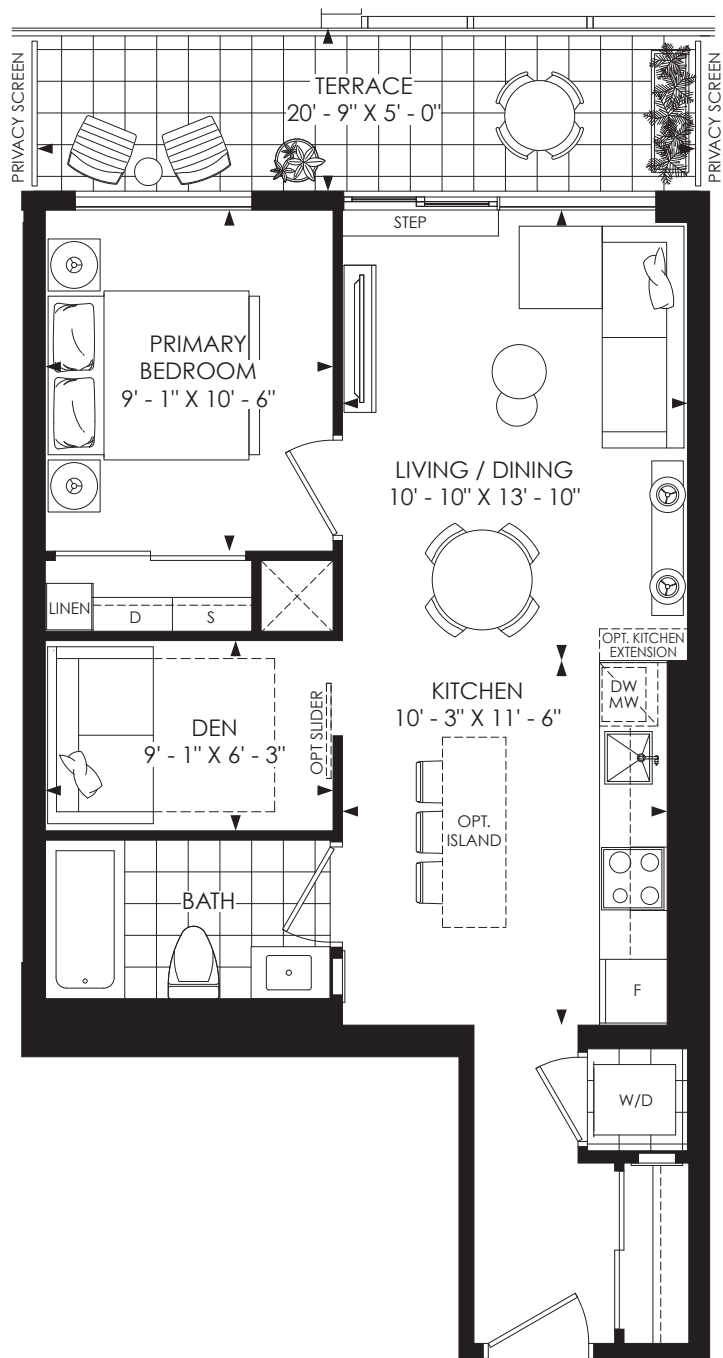 PRIVACY SCREEN
TERRACE
20' - 9" X 5' - 0"
PRIVACY SCREEN
STEP
PRIMARY
BEDROOM
9' - 1" X 10' - 6"
LIVING / DINING
10' - 10" X 13' - 10"
LINEN
D
S
OPT. KITCHEN
EXTENSION
DW
MW
KITCHEN
10' - 3" X 11' - 6"
DEN
9' - 1" X 6' - 3"
OPT SLIDER
OPT.
ISLAND
BATH
F
W/D